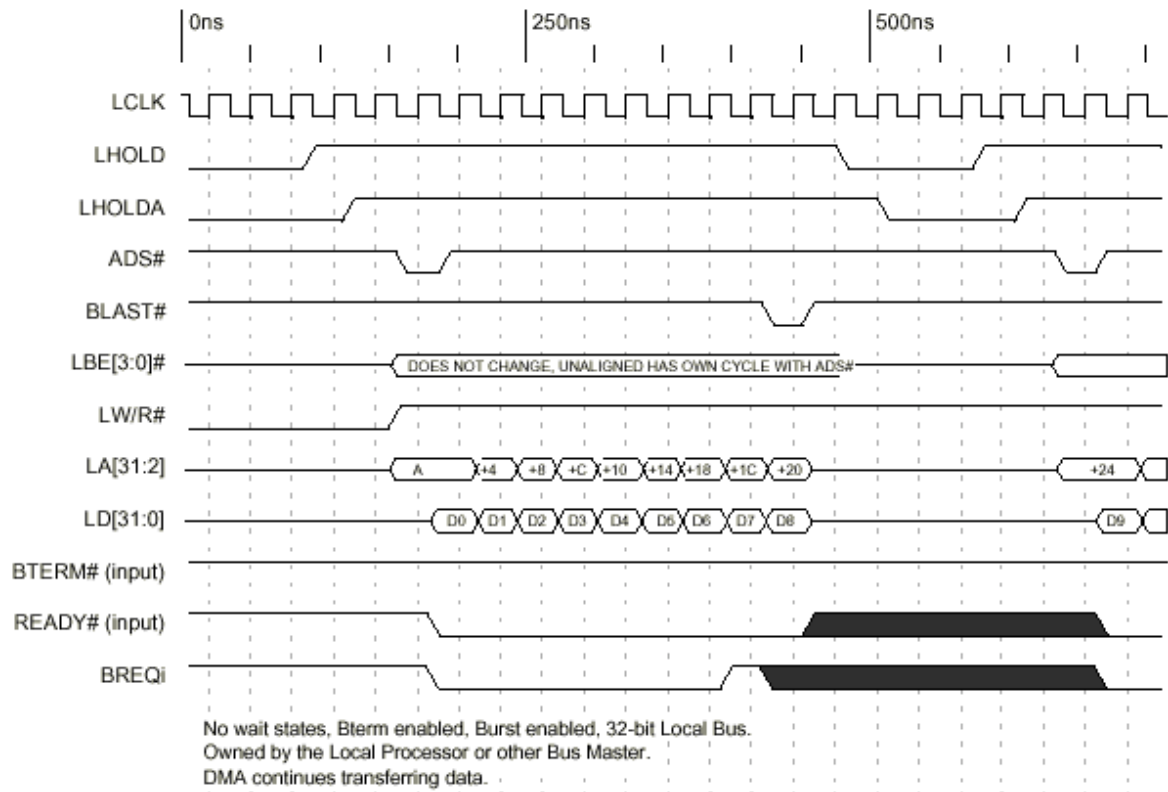 0ns 250ns 500ns
LCLK
LHOLD
LHOLDA
ADS#
BLAST#
LBE[3:0]# DOES NOT CHANGE, UNALIGNED HAS OWN CYCLE WITH ADS#
LW/R#
LA[31:2] A +4 +8 +C +10 +14 +18 +1C +20 +24
LD[31:0] D0 D1 D2 D3 D4 D5 D6 D7 D8 D9
BTERM# (input)
READY# (input)
BREQi
No wait states, Bterm enabled, Burst enabled, 32-bit Local Bus.
Owned by the Local Processor or other Bus Master.
DMA continues transferring data.